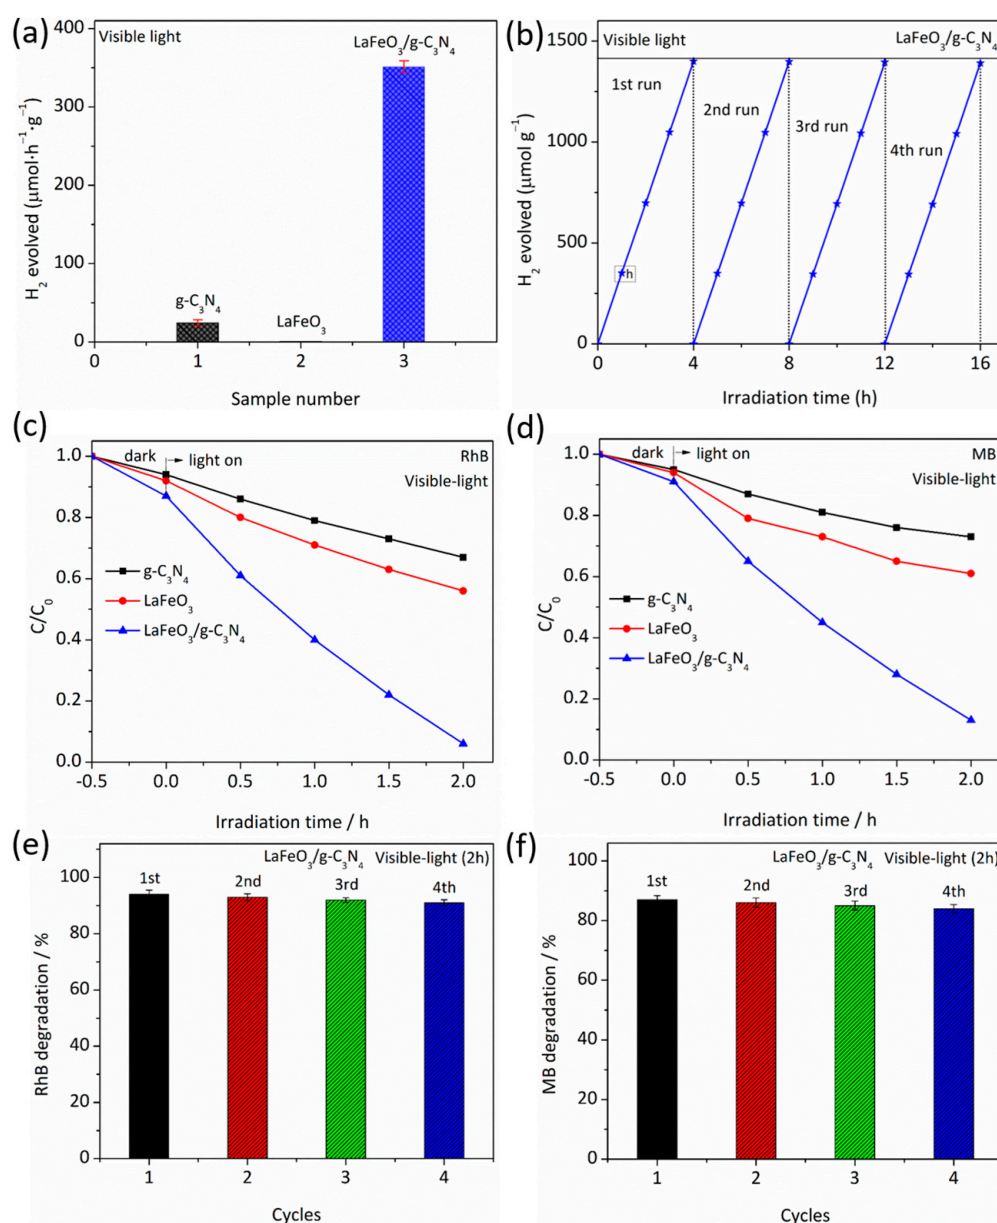 (a)
Visible light
LaFeO₃/g-C₃N₄
g-C₃N₄
LaFeO₃
H₂ evolved (μmol·h⁻¹·g⁻¹)
400
300
200
100
0
0 1 2 3
Sample number
(b)
Visible light LaFeO₃/g-C₃N₄
1st run
2nd run
3rd run
4th run
h
H₂ evolved (μmol g⁻¹)
1500
1000
500
0
0 4 8 12 16
Irradiation time (h)
(c)
dark light on RhB
Visible-light
g-C₃N₄
LaFeO₃
LaFeO₃/g-C₃N₄
C/C₀
1.0
0.8
0.6
0.4
0.2
0.0
-0.5 0.0 0.5 1.0 1.5 2.0
Irradiation time / h
(d)
dark light on MB
Visible-light
g-C₃N₄
LaFeO₃
LaFeO₃/g-C₃N₄
C/C₀
1.0
0.8
0.6
0.4
0.2
0.0
-0.5 0.0 0.5 1.0 1.5 2.0
Irradiation time / h
(e)
LaFeO₃/g-C₃N₄ Visible-light (2h)
1st 2nd 3rd 4th
RhB degradation / %
100
80
60
40
20
0
1 2 3 4
Cycles
(f)
LaFeO₃/g-C₃N₄ Visible-light (2h)
1st 2nd 3rd 4th
MB degradation / %
100
80
60
40
20
0
1 2 3 4
Cycles